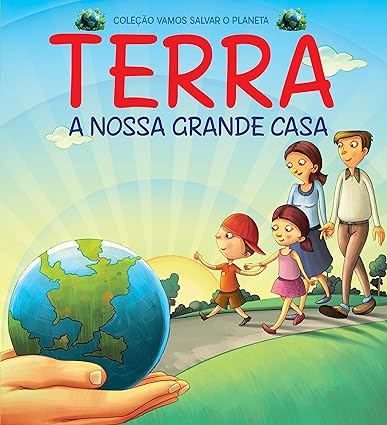 COLEÇÃO VAMOS SALVAR O PLANETA
TERRA
A NOSSA GRANDE CASA